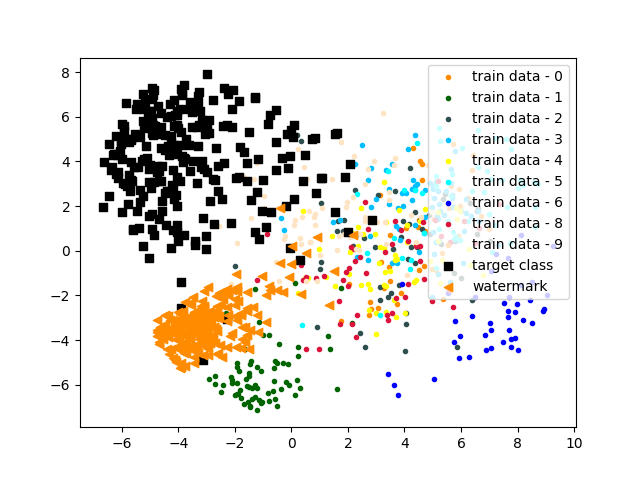 8
6
4
2
0
−2
−4
−6
−6
−4
−2
0
2
4
6
8
10
train data - 0
train data - 1
train data - 2
train data - 3
train data - 4
train data - 5
train data - 6
train data - 8
train data - 9
target class
watermark